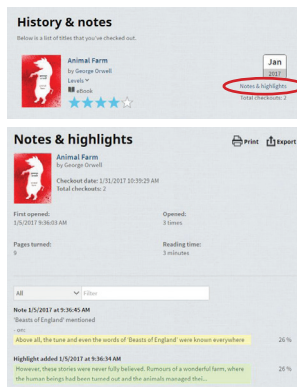 History & notes
Below is a list of titles that you've checked out.
Animal Farm
by George Orwell
Levels
eBook
Jan
2017
Notes & highlights
Total checkouts: 2
Notes & highlights
Print Export
Animal Farm
by George Orwell
Checkout date: 1/31/2017 10:39:29 AM
Total checkouts: 2
First opened: Opened:
1/5/2017 9:36:03 AM 3 times
Pages turned: Reading time:
9 3 minutes
All Filter
Note 1/5/2017 at 9:36:45 AM
'Beasts of England' mentioned
- on:
Above all, the tune and even the words of 'Beasts of England' were known everywhere 26 %
Highlight added 1/5/2017 at 9:36:34 AM
However, these stories were never fully believed. Rumours of a wonderful farm, where 26 %
the human beings had been turned out and the animals managed thei...